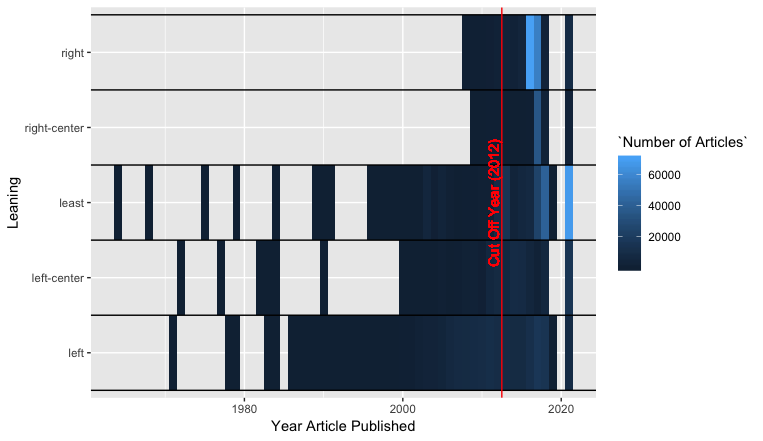 right
right-center
least
left-center
left
Leaning
1980
2000
2020
Year Article Published
Cut Off Year (2012)
`Number of Articles`
60000
40000
20000